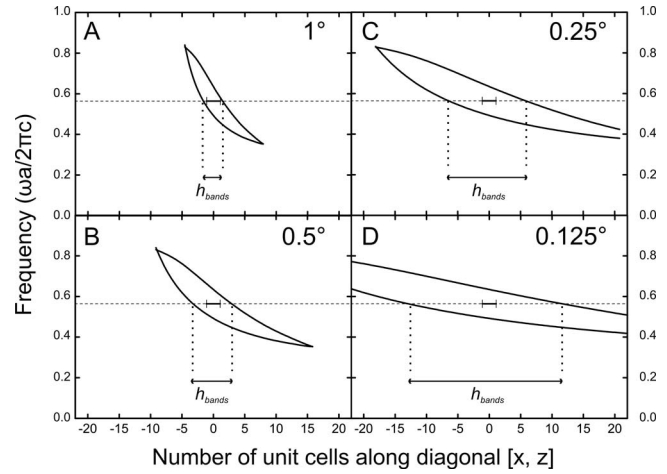 A
1°
C
0.25°
1.0
0.8
0.6
0.4
0.2
0.0
h_bands
h_bands
1.0
0.8
0.6
0.4
0.2
0.0
B
0.5°
D
0.125°
0.8
0.6
0.4
0.2
0.0
h_bands
h_bands
0.8
0.6
0.4
0.2
0.0
Frequency (ωa/2πc)
-20 -15 -10 -5 0 5 10 15 20
-20 -15 -10 -5 0 5 10 15 20
Number of unit cells along diagonal [x, z]